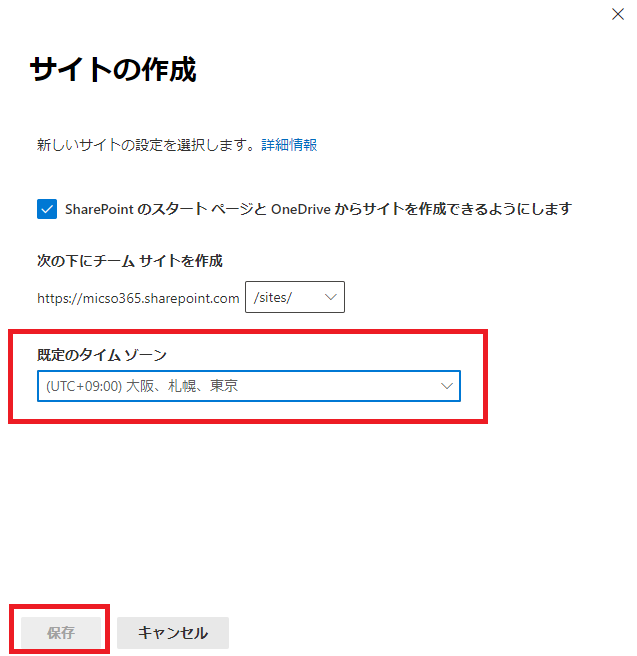 サイトの作成
新しいサイトの設定を選択します。詳細情報
SharePoint のスタート ページと OneDrive からサイトを作成できるようにします
次の下にチーム サイトを作成
https://micso365.sharepoint.com /sites/
既定のタイム ゾーン
(UTC+09:00) 大阪、札幌、東京
保存 キャンセル